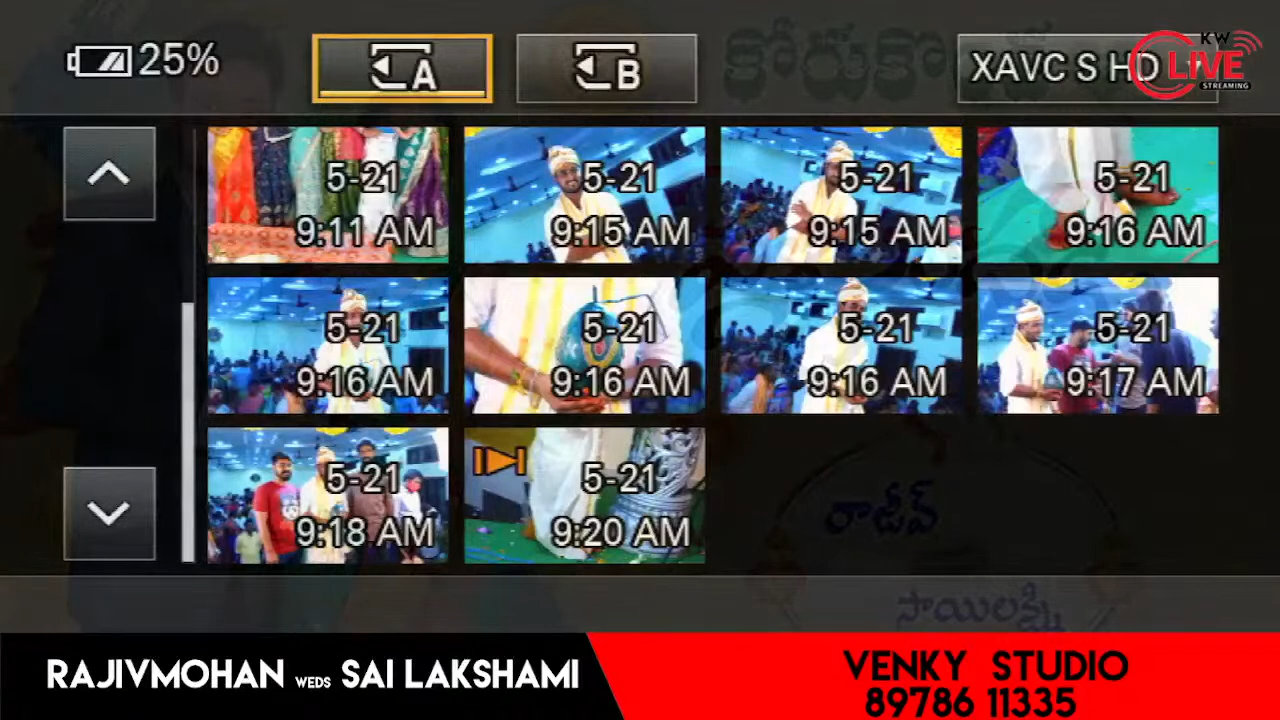 25%
A
B
XAVC S HD
KW
LIVE
STREAMING
5-21
9:11 AM
5-21
9:15 AM
5-21
9:15 AM
5-21
9:16 AM
5-21
9:16 AM
5-21
9:16 AM
5-21
9:16 AM
5-21
9:17 AM
5-21
9:18 AM
5-21
9:20 AM
రాజీవ్
సాయిలక్ష్మి
RAJIVMOHAN WEDS SAI LAKSHAMI
VENKY STUDIO
89786 11335